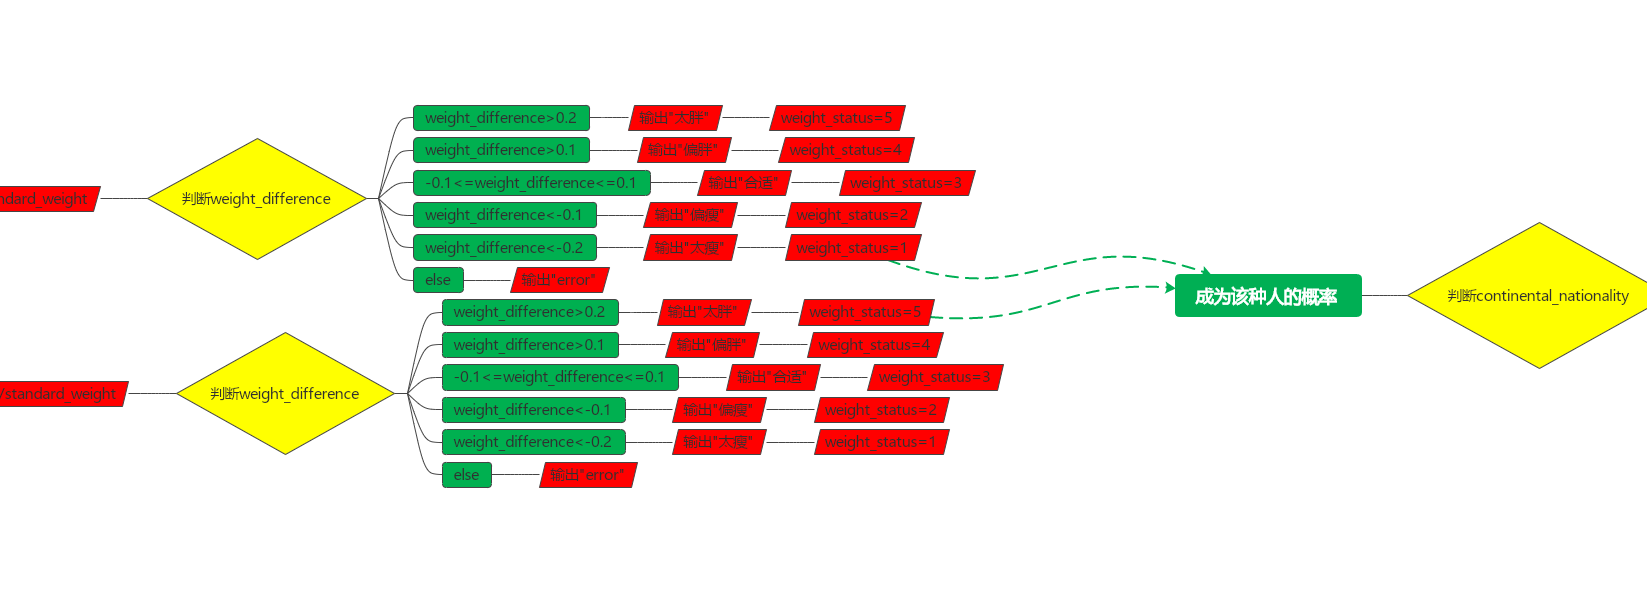 ndard_weight
判断weight_difference
weight_difference>0.2
输出"太胖"
weight_status=5
weight_difference>0.1
输出"偏胖"
weight_status=4
-0.1<=weight_difference<=0.1
输出"合适"
weight_status=3
weight_difference<-0.1
输出"偏瘦"
weight_status=2
weight_difference<-0.2
输出"太瘦"
weight_status=1
else
输出"error"
/standard_weight
判断weight_difference
weight_difference>0.2
输出"太胖"
weight_status=5
weight_difference>0.1
输出"偏胖"
weight_status=4
-0.1<=weight_difference<=0.1
输出"合适"
weight_status=3
weight_difference<-0.1
输出"偏瘦"
weight_status=2
weight_difference<-0.2
输出"太瘦"
weight_status=1
else
输出"error"
成为该种人的概率
判断continental_nationality